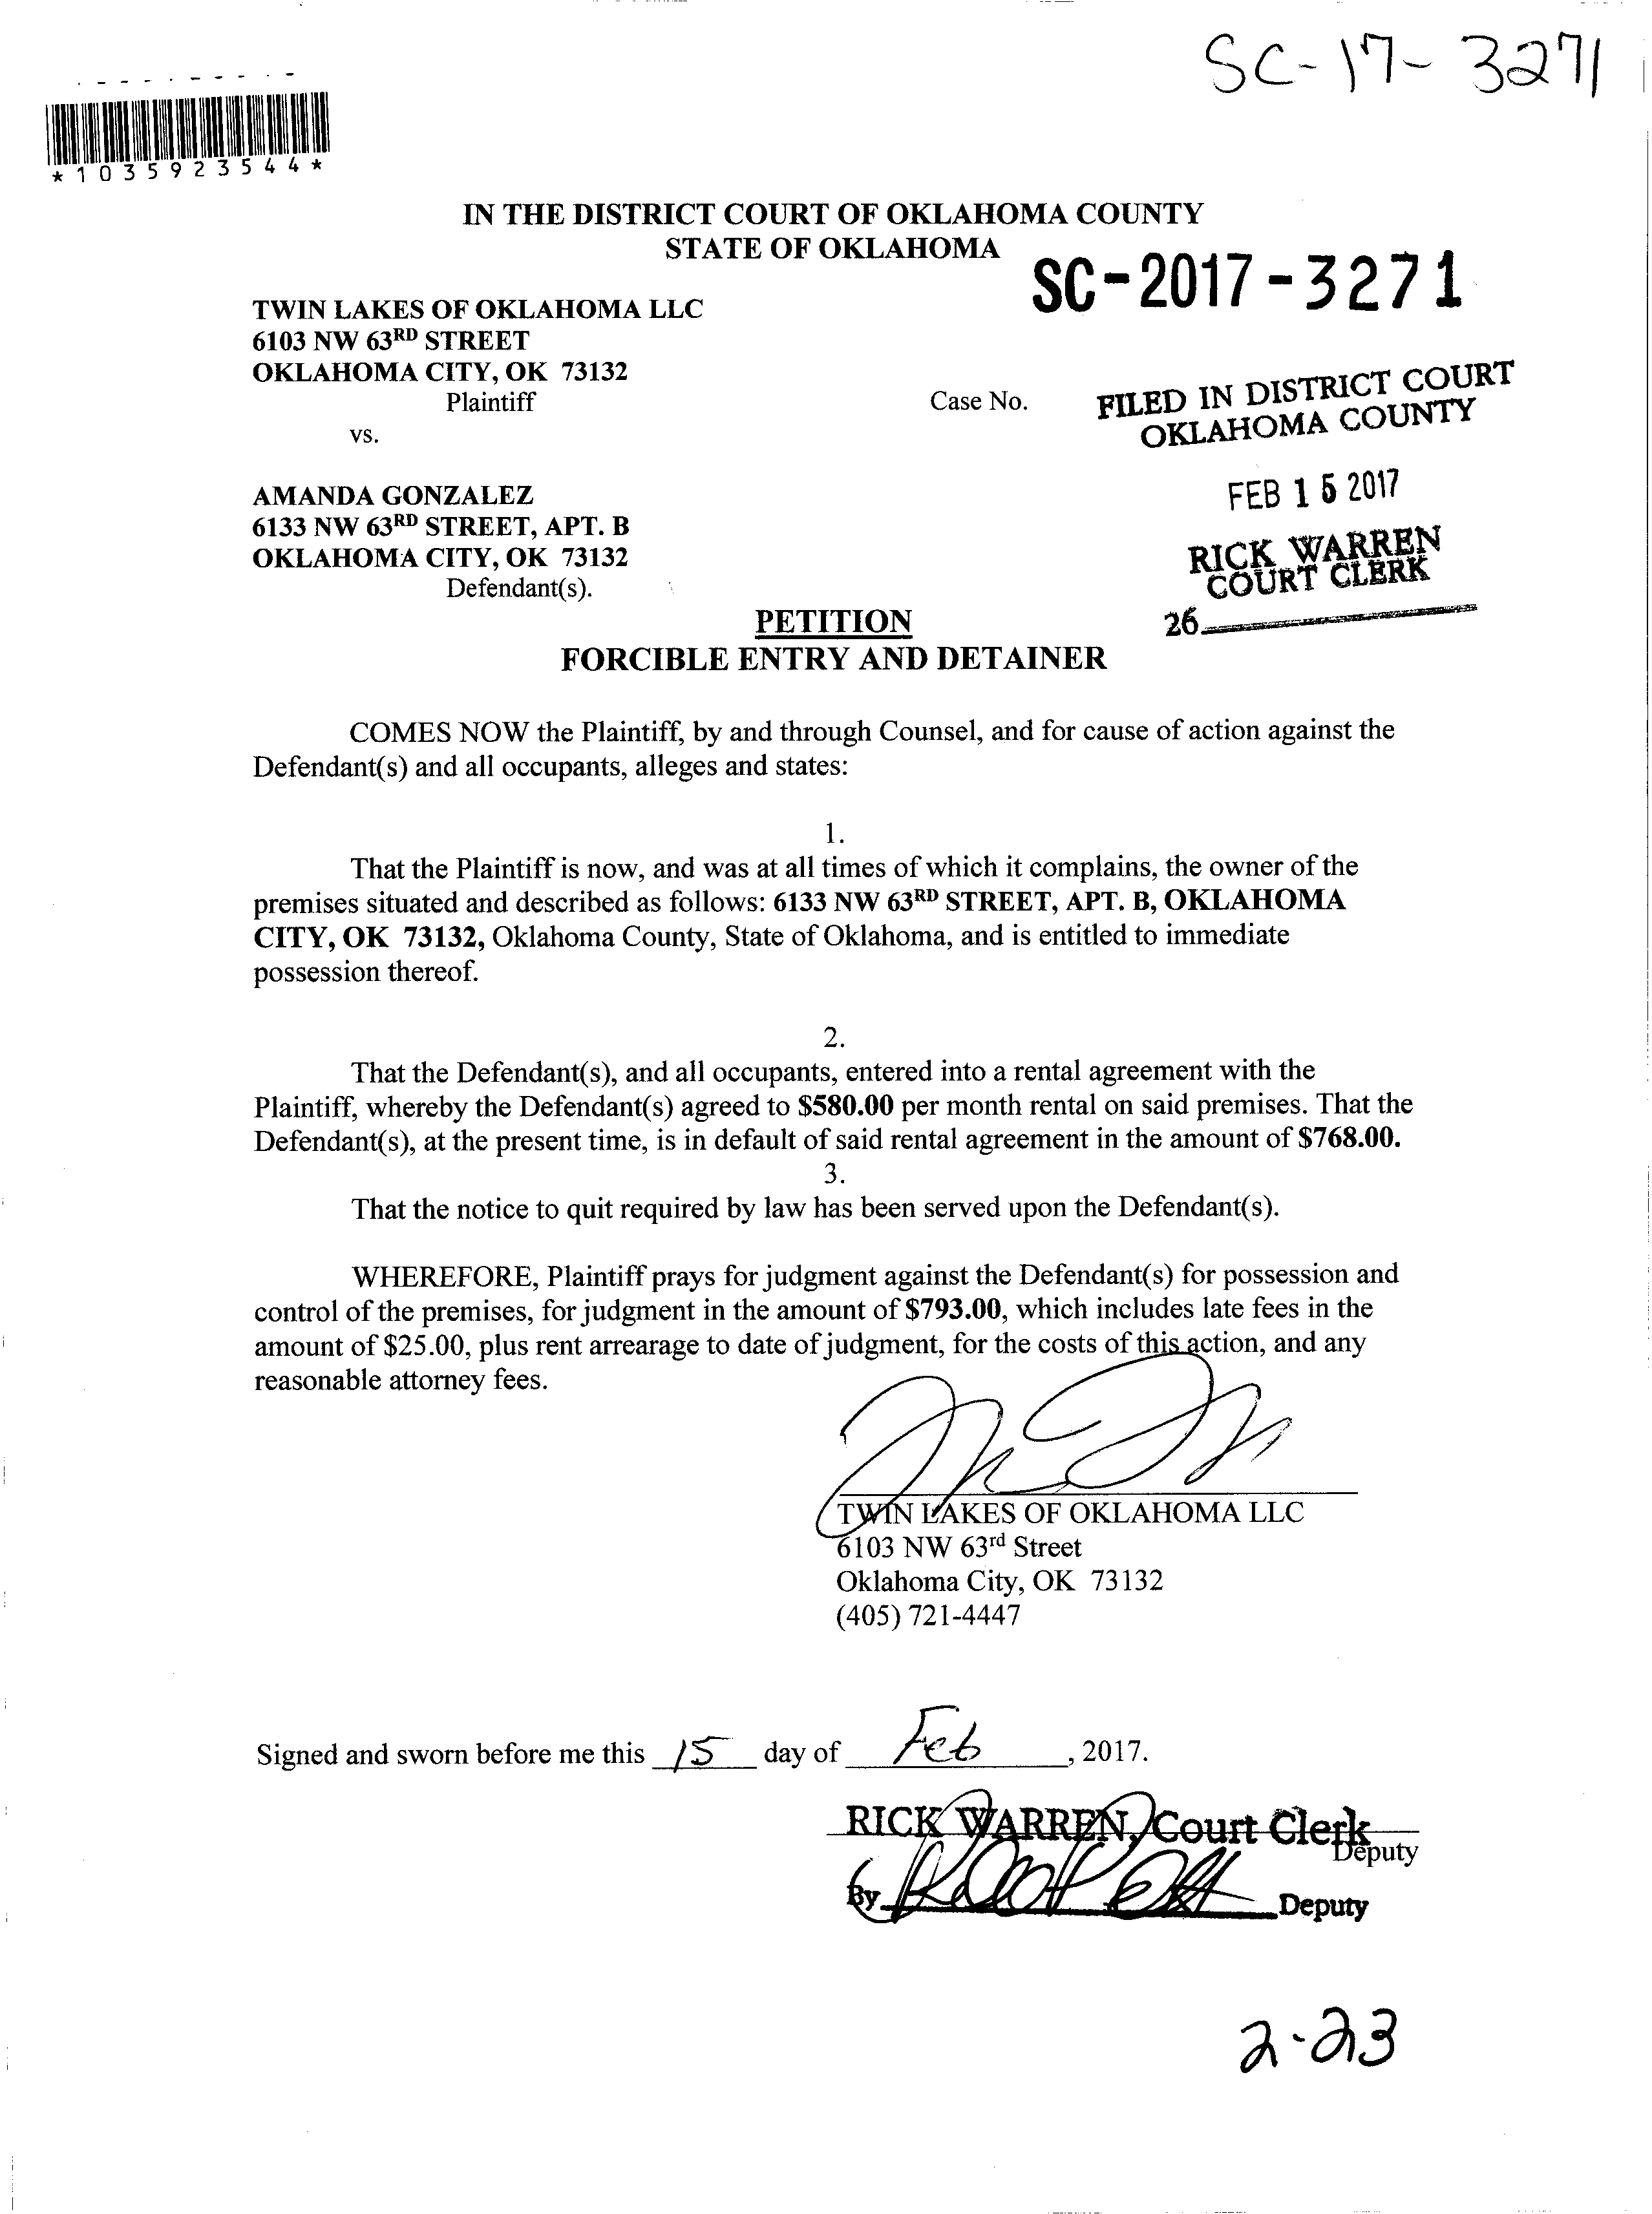 SC-17-3271
*1035923544*
IN THE DISTRICT COURT OF OKLAHOMA COUNTY
STATE OF OKLAHOMA
SC-2017-3271
TWIN LAKES OF OKLAHOMA LLC
6103 NW 63RD STREET
OKLAHOMA CITY, OK 73132
Plaintiff
Case No.
FILED IN DISTRICT COURT
OKLAHOMA COUNTY
vs.
FEB 15 2017
AMANDA GONZALEZ
6133 NW 63RD STREET, APT. B
OKLAHOMA CITY, OK 73132
Defendant(s).
RICK WARREN
COURT CLERK
26
PETITION
FORCIBLE ENTRY AND DETAINER
COMES NOW the Plaintiff, by and through Counsel, and for cause of action against the
Defendant(s) and all occupants, alleges and states:
1.
That the Plaintiff is now, and was at all times of which it complains, the owner of the
premises situated and described as follows: 6133 NW 63RD STREET, APT. B, OKLAHOMA
CITY, OK 73132, Oklahoma County, State of Oklahoma, and is entitled to immediate
possession thereof.
2.
That the Defendant(s), and all occupants, entered into a rental agreement with the
Plaintiff, whereby the Defendant(s) agreed to $580.00 per month rental on said premises. That the
Defendant(s), at the present time, is in default of said rental agreement in the amount of $768.00.
3.
That the notice to quit required by law has been served upon the Defendant(s).
WHEREFORE, Plaintiff prays for judgment against the Defendant(s) for possession and
control of the premises, for judgment in the amount of $793.00, which includes late fees in the
amount of $25.00, plus rent arrearage to date of judgment, for the costs of this action, and any
reasonable attorney fees.
TWIN LAKES OF OKLAHOMA LLC
6103 NW 63rd Street
Oklahoma City, OK 73132
(405) 721-4447
Signed and sworn before me this 15 day of Feb, 2017.
RICK WARREN, Court Clerk
Deputy
By Deputy
2-23